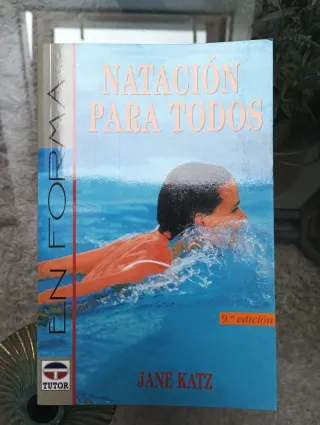 NATACIÓN
PARA TODOS
EN FORMA
9.ª edición
TUTOR
JANE KATZ